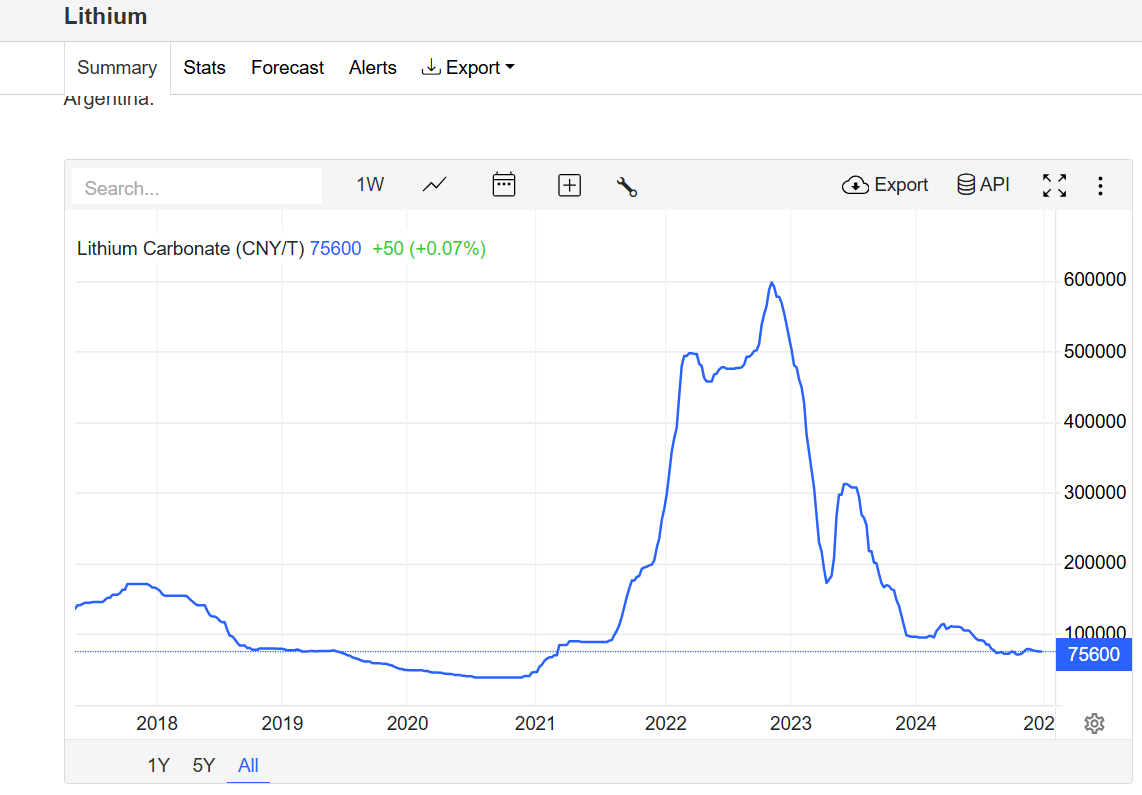 Lithium
Summary Stats Forecast Alerts Export
Argentina.
Search... 1W Export API
Lithium Carbonate (CNY/T) 75600 +50 (+0.07%)
600000
500000
400000
300000
200000
100000
75600
2018 2019 2020 2021 2022 2023 2024 202
1Y 5Y All